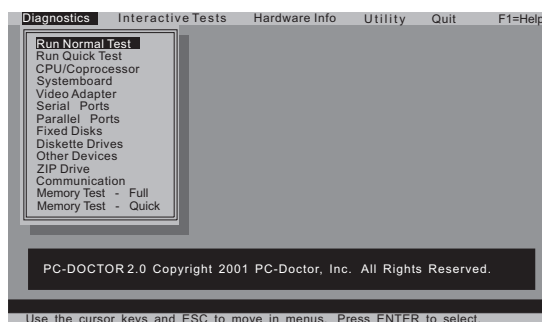 Diagnostics Interactive Tests Hardware Info Utility Quit F1=Help
Run Normal Test
Run Quick Test
CPU/Coprocessor
Systemboard
Video Adapter
Serial Ports
Parallel Ports
Fixed Disks
Diskette Drives
Other Devices
ZIP Drive
Communication
Memory Test - Full
Memory Test - Quick
PC-DOCTOR 2.0 Copyright 2001 PC-Doctor, Inc. All Rights Reserved.
Use the cursor keys and ESC to move in menus. Press ENTER to select.